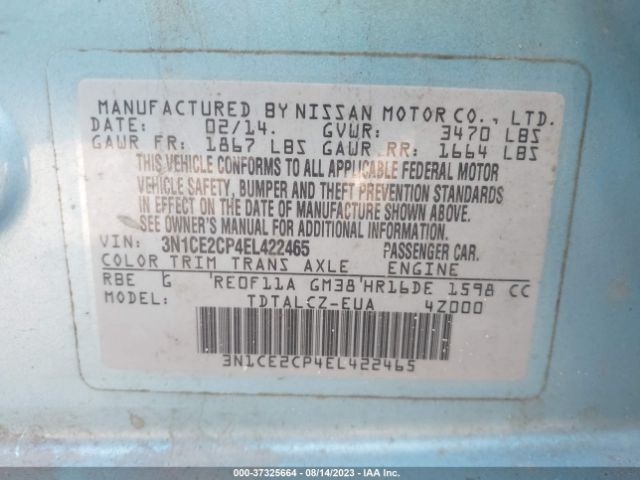 MANUFACTURED BY NISSAN MOTOR CO., LTD.
DATE: 02/14. GVWR: 3470 LBS
GAWR FR: 1867 LBS GAWR RR: 1664 LBS
THIS VEHICLE CONFORMS TO ALL APPLICABLE FEDERAL MOTOR
VEHICLE SAFETY, BUMPER AND THEFT PREVENTION STANDARDS
IN EFFECT ON THE DATE OF MANUFACTURE SHOWN ABOVE.
SEE OWNER'S MANUAL FOR ADDITIONAL INFORMATION.
VIN: 3N1CE2CP4EL422465 PASSENGER CAR.
COLOR TRIM TRANS AXLE ENGINE
RBE G 'RE0F11A GM38'HR16DE 1598 CC
MODEL: TDTALCZ-EUA 4Z000
3N1CE2CP4EL422465
000-37325664 - 08/14/2023 - IAA Inc.